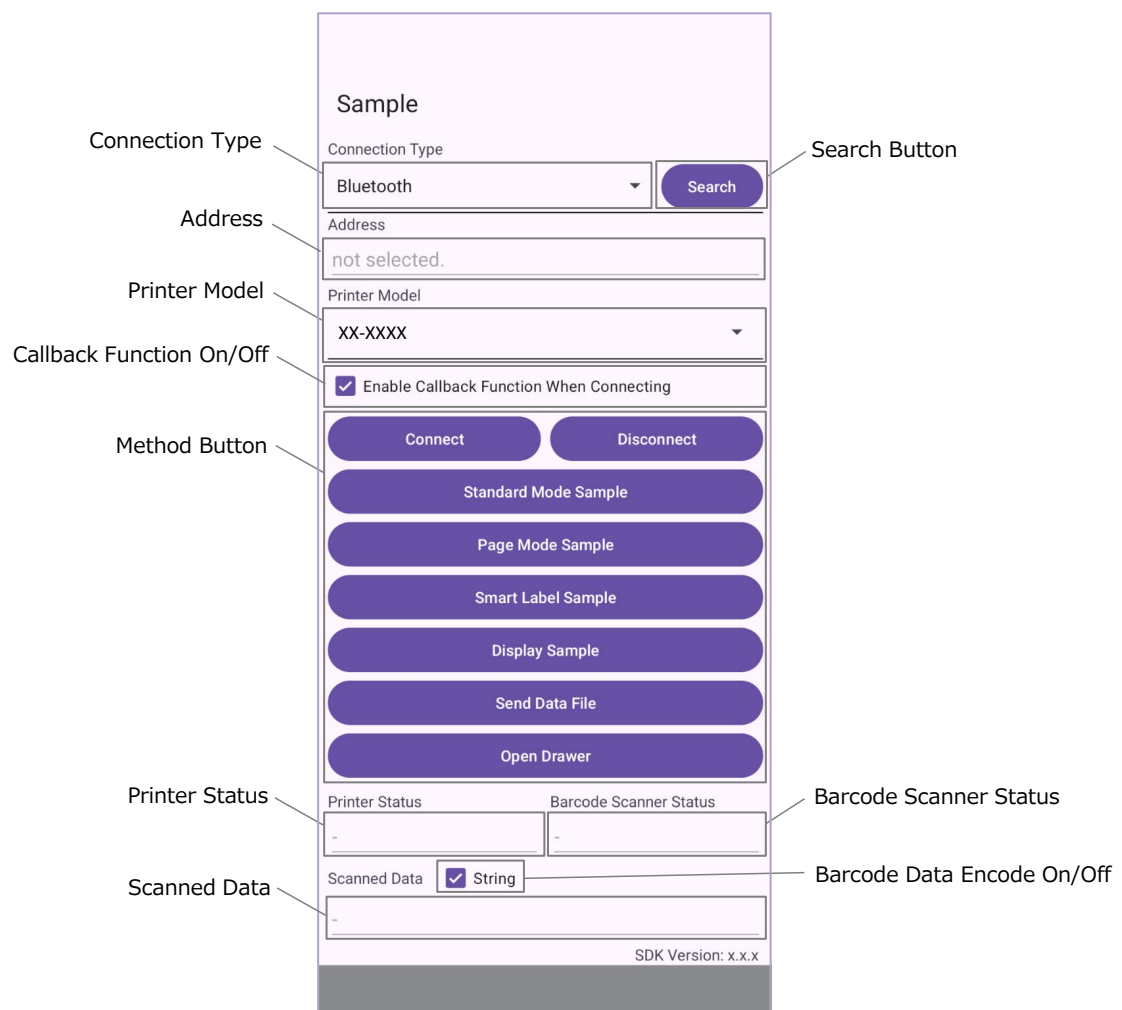 Sample
Connection Type
Connection Type
Search Button
Bluetooth
Search
Address
Address
not selected.
Printer Model
Printer Model
XX-XXXX
Callback Function On/Off
Enable Callback Function When Connecting
Method Button
Connect
Disconnect
Standard Mode Sample
Page Mode Sample
Smart Label Sample
Display Sample
Send Data File
Open Drawer
Printer Status
Printer Status
Barcode Scanner Status
Barcode Scanner Status
-
-
Scanned Data
Scanned Data
String
Barcode Data Encode On/Off
-
SDK Version: x.x.x